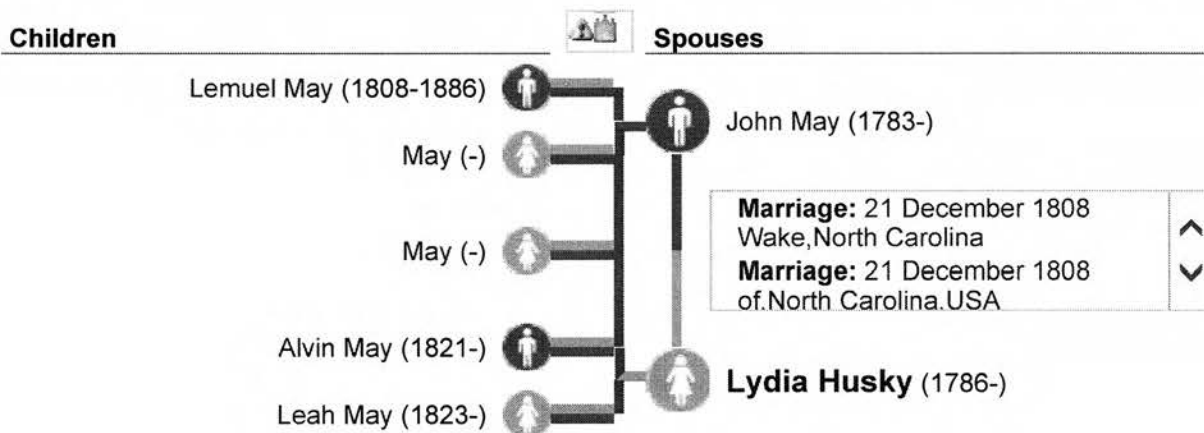 Children
Spouses
Lemuel May (1808-1886)
May (-)
May (-)
Alvin May (1821-)
Leah May (1823-)
John May (1783-)
Marriage: 21 December 1808
Wake,North Carolina
Marriage: 21 December 1808
of,North Carolina,USA
Lydia Husky (1786-)